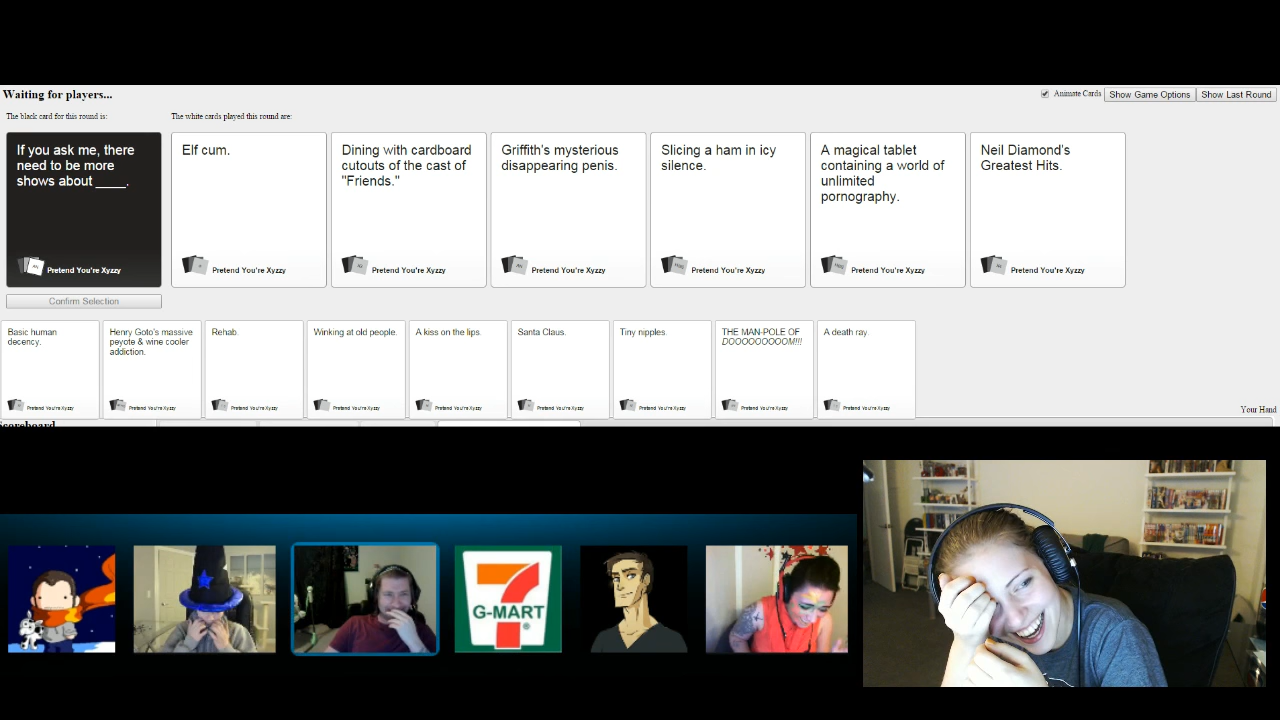 Waiting for players...
Animate Cards
Show Game Options
Show Last Round
The black card for this round is:
The white cards played this round are:
If you ask me, there
need to be more
shows about ____.
Pretend You're Xyzzy
Elf cum.
Pretend You're Xyzzy
Dining with cardboard
cutouts of the cast of
"Friends."
Pretend You're Xyzzy
Griffith's mysterious
disappearing penis.
Pretend You're Xyzzy
Slicing a ham in icy
silence.
Pretend You're Xyzzy
A magical tablet
containing a world of
unlimited
pornography.
Pretend You're Xyzzy
Neil Diamond's
Greatest Hits.
Pretend You're Xyzzy
Confirm Selection
Basic human
decency.
Pretend You're Xyzzy
Henry Goto's massive
peyote & wine cooler
addiction.
Pretend You're Xyzzy
Rehab.
Pretend You're Xyzzy
Winking at old people.
Pretend You're Xyzzy
A kiss on the lips.
Pretend You're Xyzzy
Santa Claus.
Pretend You're Xyzzy
Tiny nipples.
Pretend You're Xyzzy
THE MAN-POLE OF
DOOOOOOOOOM!!!
Pretend You're Xyzzy
A death ray.
Pretend You're Xyzzy
Your Hand
Scoreboard
7
G-MART